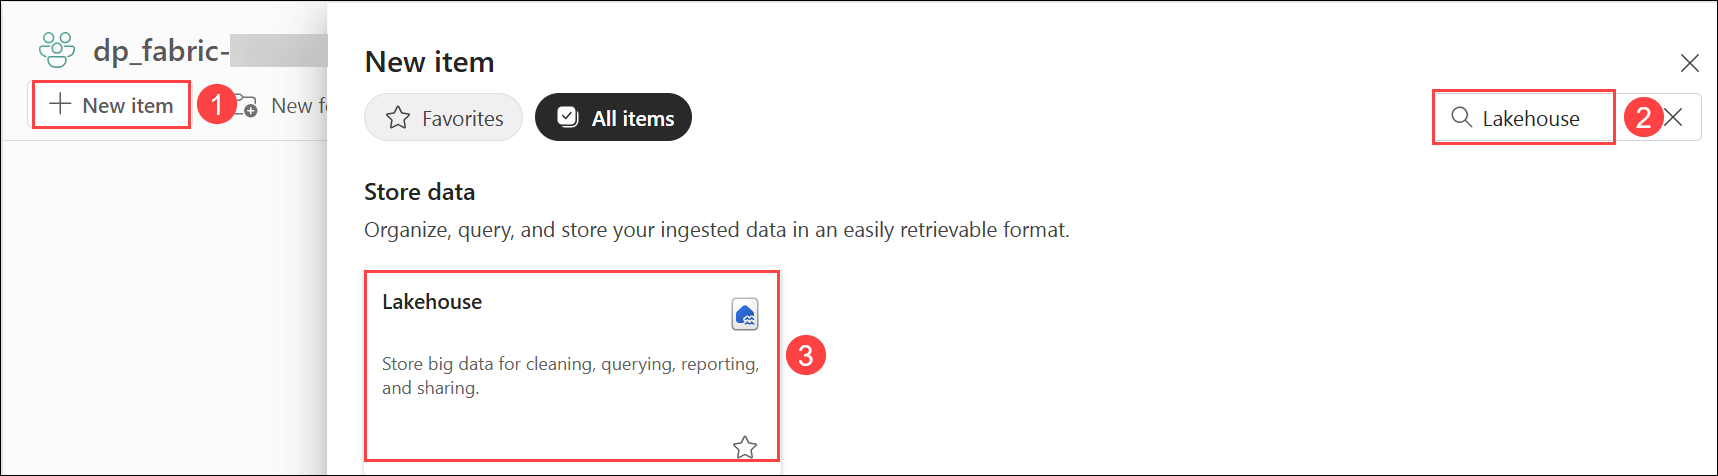 dp_fabric-
New item
1
New f
New item
Favorites
All items
Lakehouse
2
Store data
Organize, query, and store your ingested data in an easily retrievable format.
Lakehouse
Store big data for cleaning, querying, reporting,
and sharing.
3